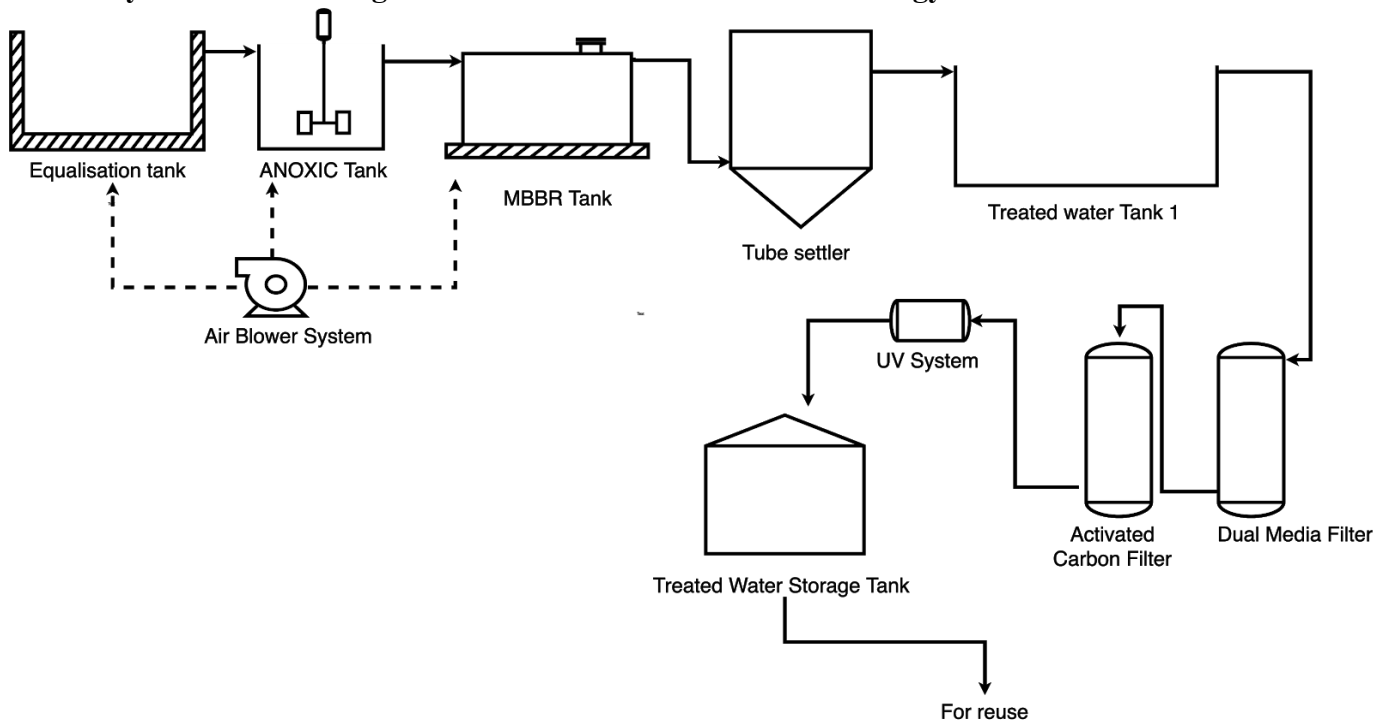 Equalisation tank
ANOXIC Tank
MBBR Tank
Tube settler
Treated water Tank 1
Air Blower System
UV System
Activated
Carbon Filter
Dual Media Filter
Treated Water Storage Tank
For reuse